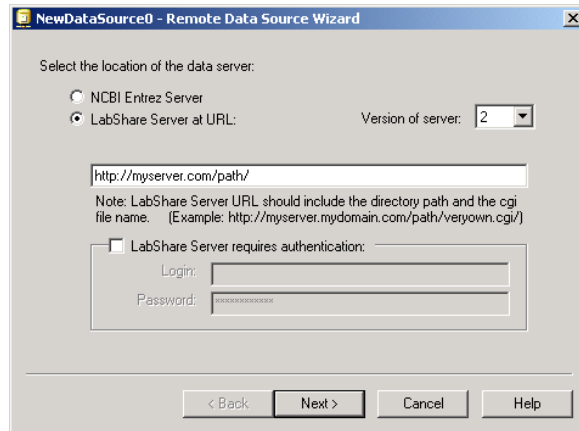 NewDataSource0 - Remote Data Source Wizard
Select the location of the data server:
NCBI Entrez Server
LabShare Server at URL: Version of server: 2
http://myserver.com/path/
Note: LabShare Server URL should include the directory path and the cgi
file name. (Example: http://myserver.mydomain.com/path/veryown.cgi/)
LabShare Server requires authentication:
Login:
Password: ************
< Back Next > Cancel Help